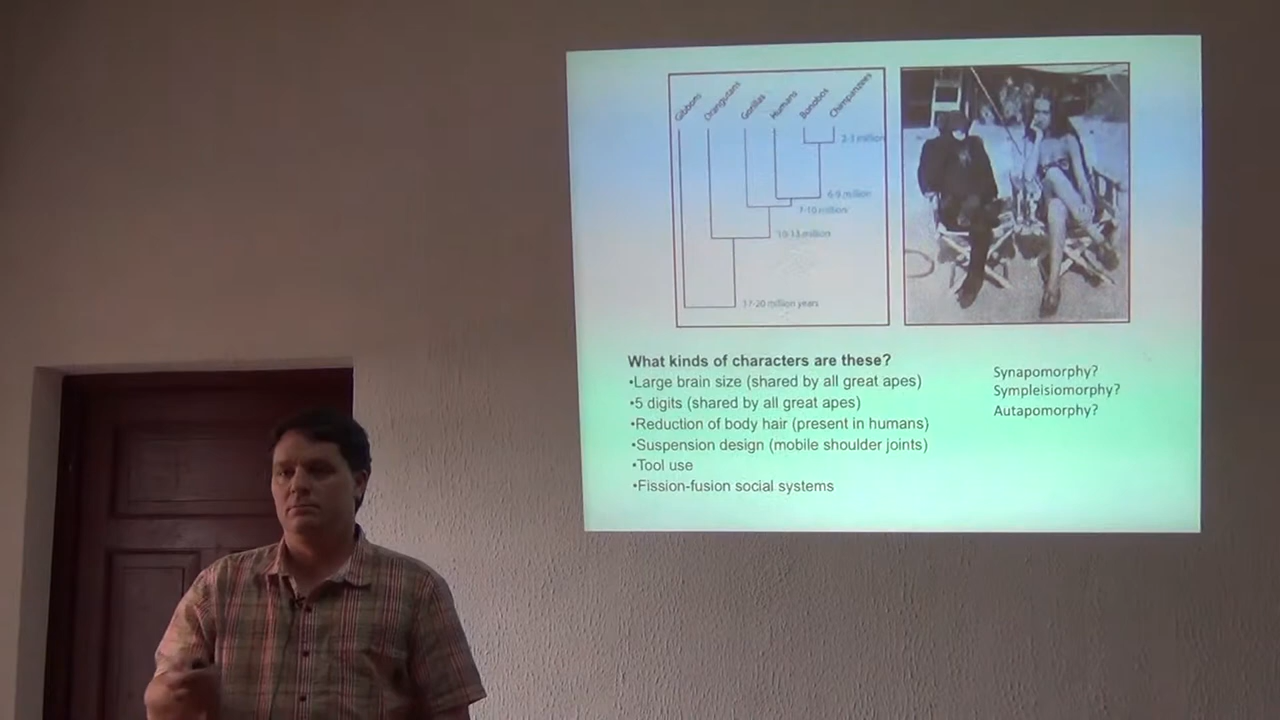 Gibbons
Orangutans
Gorillas
Humans
Bonobos
Chimpanzees
2-3 million
6-9 million
7-10 million
10-13 million
17-20 million years
What kinds of characters are these?
•Large brain size (shared by all great apes)
•5 digits (shared by all great apes)
•Reduction of body hair (present in humans)
•Suspension design (mobile shoulder joints)
•Tool use
•Fission-fusion social systems
Synapomorphy?
Sympleisiomorphy?
Autapomorphy?